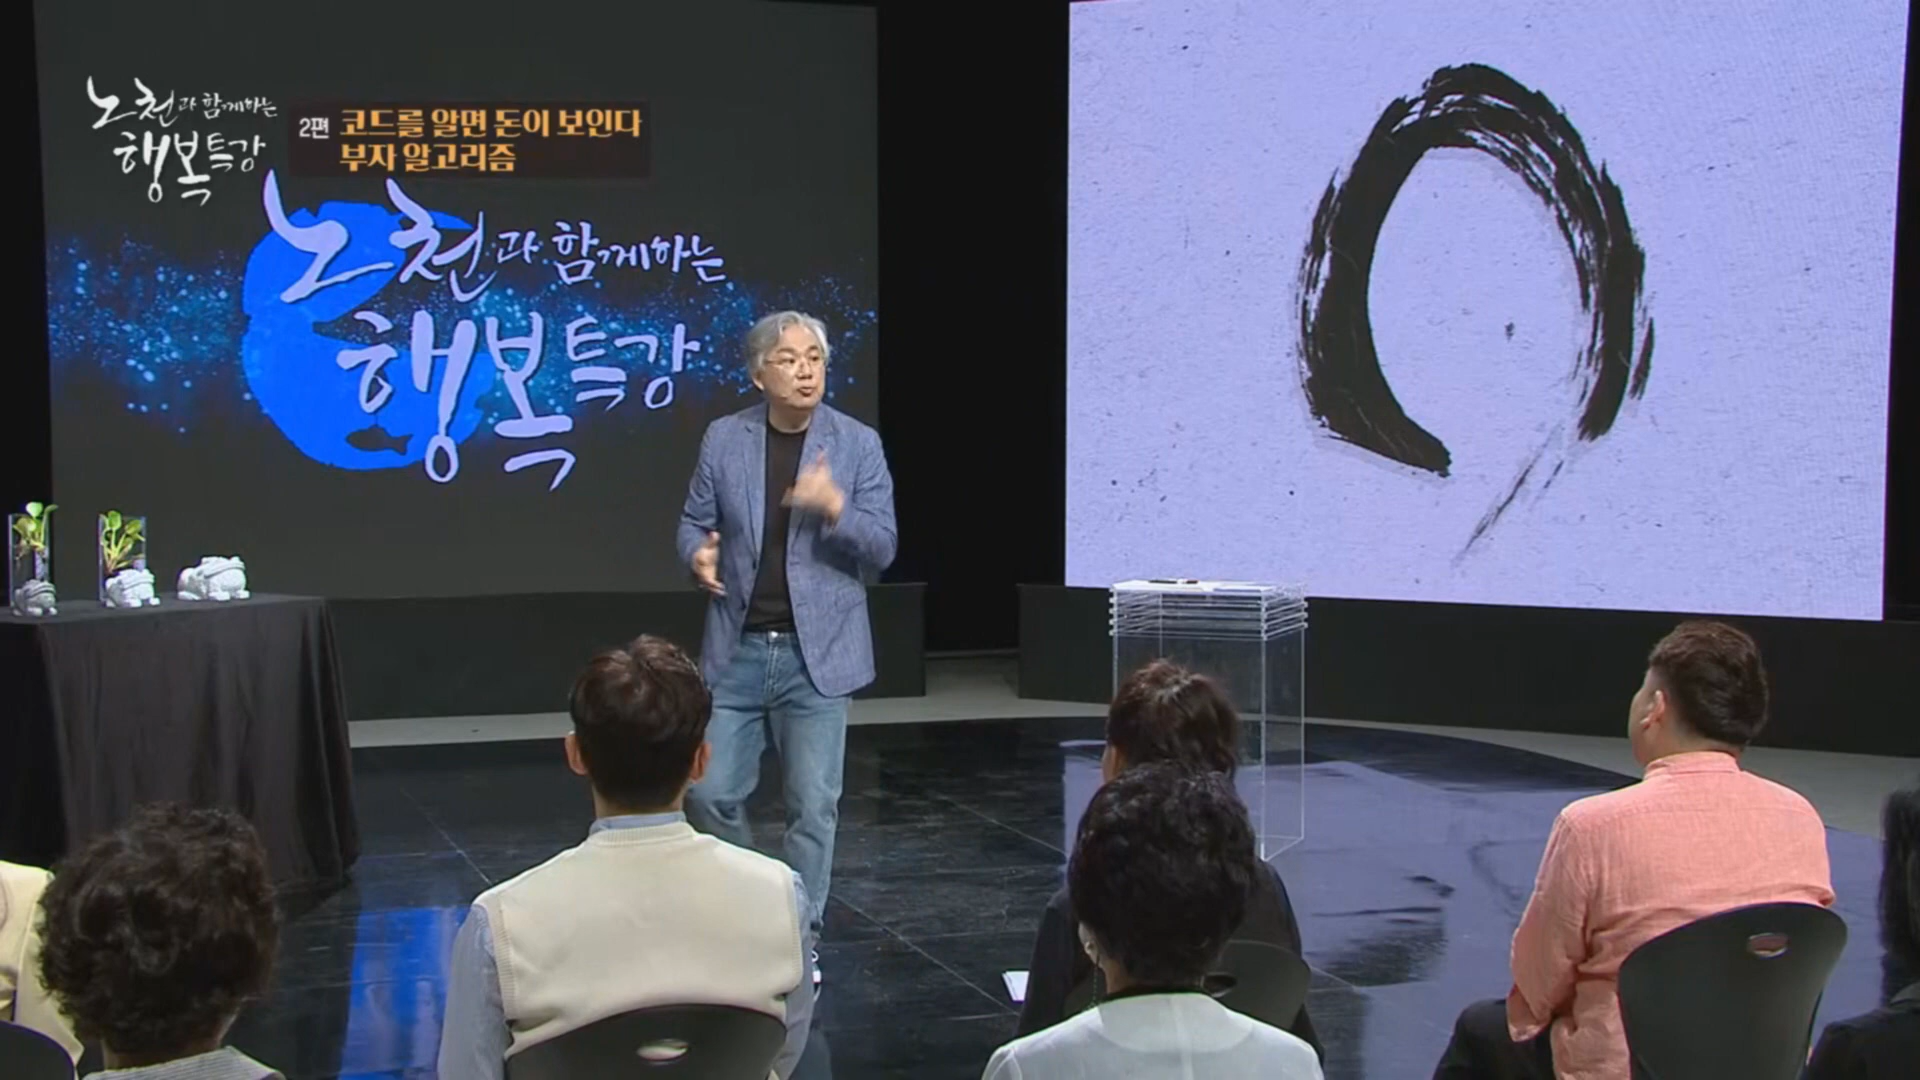 노천과 함께하는
행복특강
2편 코드를 알면 돈이 보인다
부자 알고리즘
노천과 함께하는
행복특강